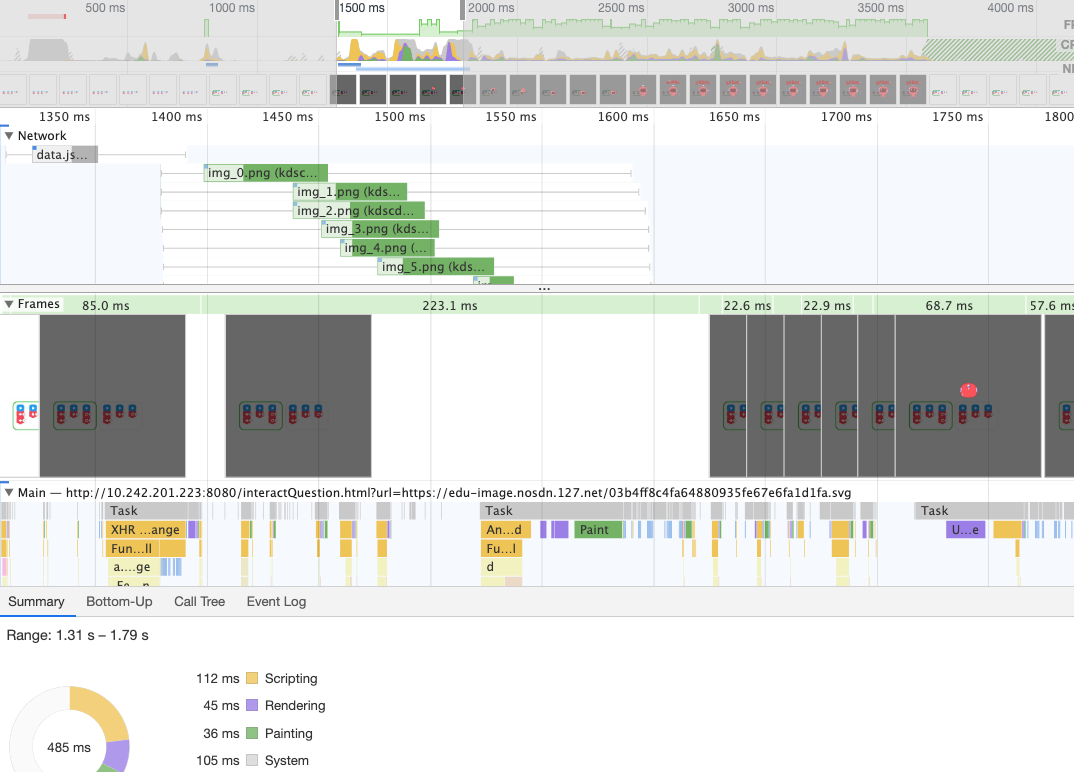 500 ms 1000 ms 1500 ms 2000 ms 2500 ms 3000 ms 3500 ms 4000 ms
1350 ms 1400 ms 1450 ms 1500 ms 1550 ms 1600 ms 1650 ms 1700 ms 1750 ms 1800
Network
data.js...
img_0.png (kdsc...
img_1.png (kds...
img_2.png (kdscd...
img_3.png (kds...
img_4.png (...
img_5.png (kds...
...
Frames 85.0 ms 223.1 ms 22.6 ms 22.9 ms 68.7 ms 57.6 ms
Main — http://10.242.201.223:8080/interactQuestion.html?url=https://edu-image.nosdn.127.net/03b4ff8c4fa64880935fe67e6fa1d1fa.svg
Task Task Task
XHR ...ange An...d Paint U...e
Fun...ll Fu...l
a....ge d
Summary Bottom-Up Call Tree Event Log
Range: 1.31 s – 1.79 s
112 ms Scripting
45 ms Rendering
36 ms Painting
105 ms System
485 ms